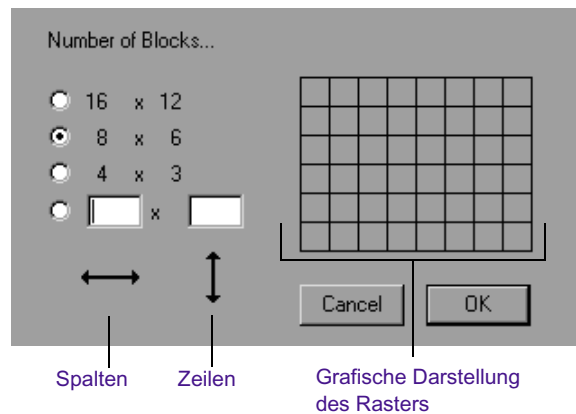 Number of Blocks...
16 x 12
8 x 6
4 x 3
x
Cancel OK
Spalten Zeilen Grafische Darstellung
des Rasters